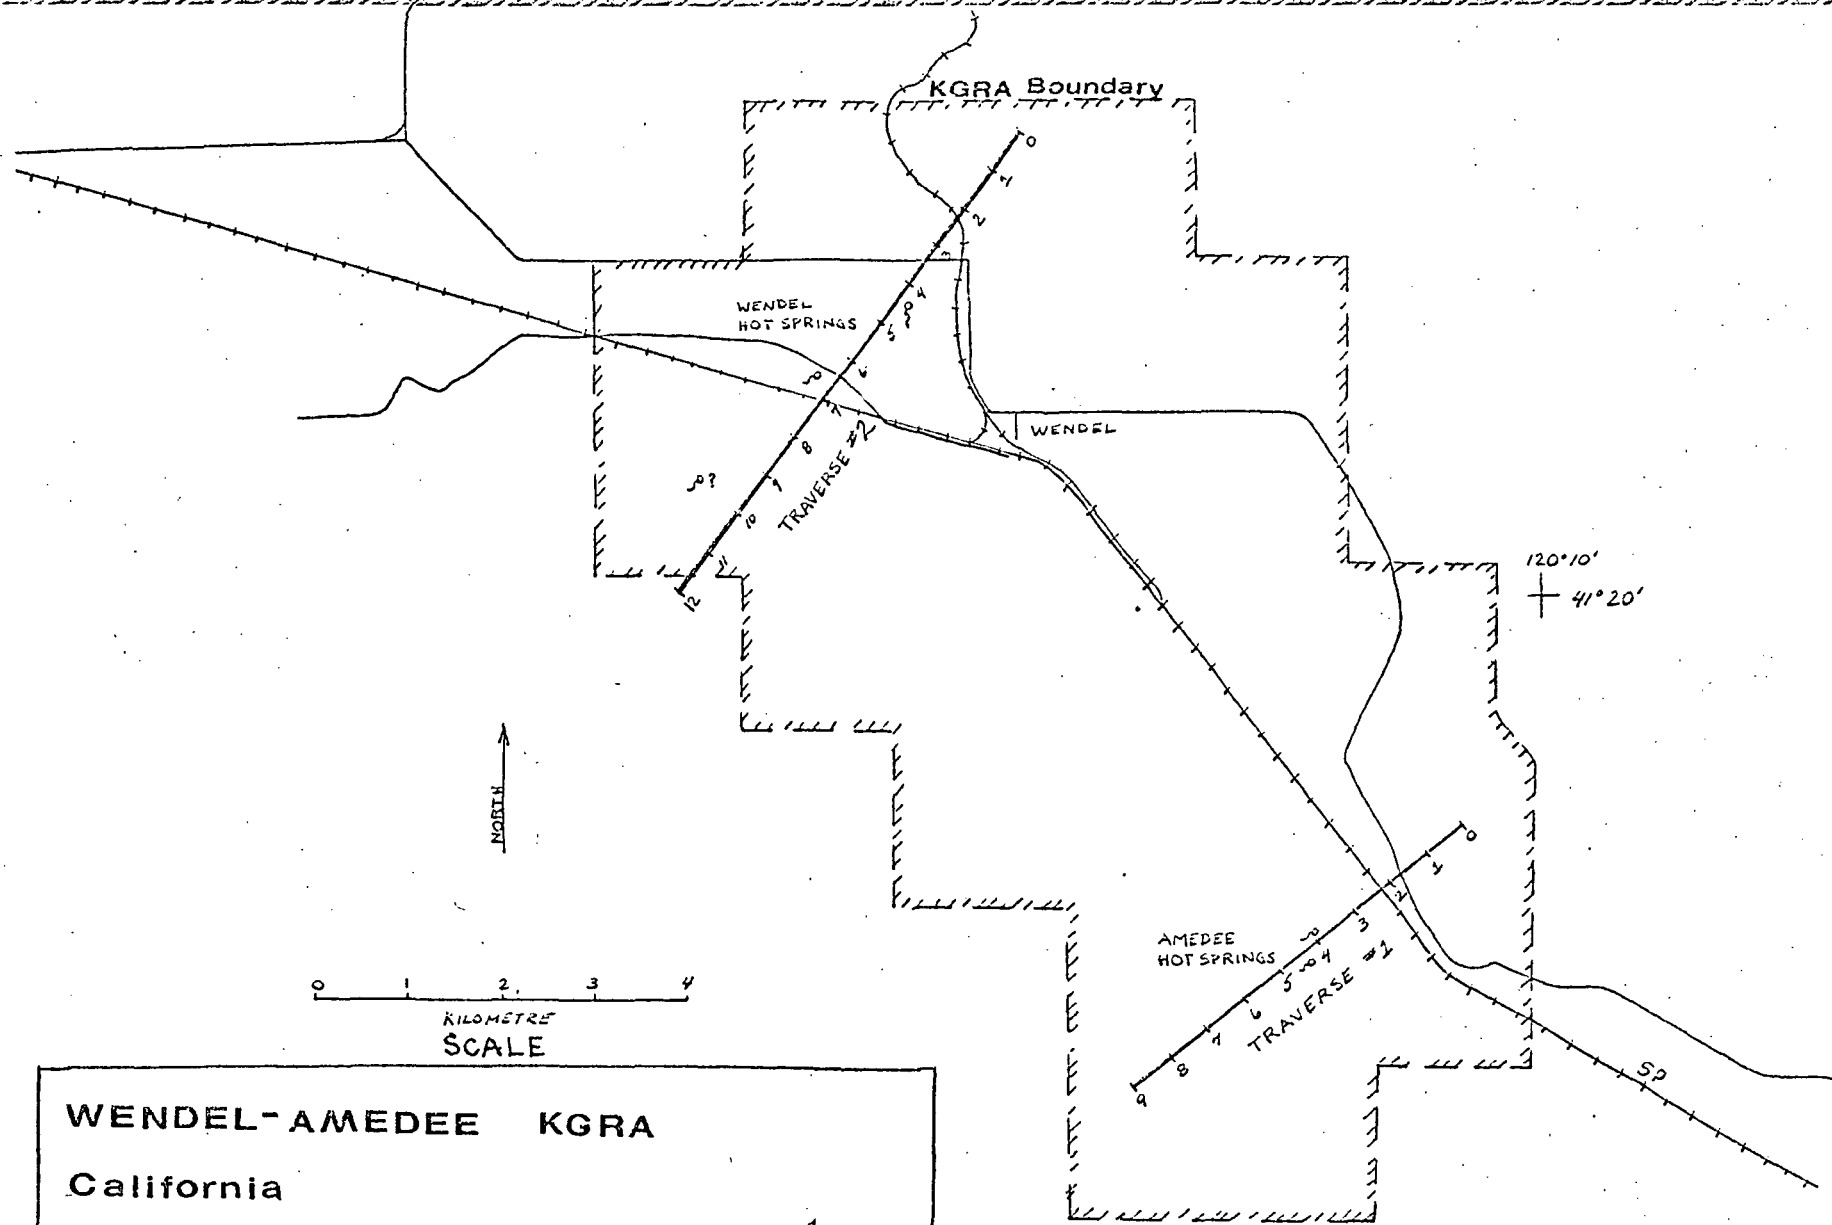 KGRA Boundary
0
1
2
3
4
5
6
7
8
9
10
11
12
TRAVERSE #2
WENDEL
HOT SPRINGS
?
WENDEL
120°10'
41°20'
NORTH
0 1 2 3 4
KILOMETRE
SCALE
AMEDEE
HOT SPRINGS
0
1
2
3
4
5
6
7
8
9
TRAVERSE #1
SP
WENDEL-AMEDEE KGRA
California